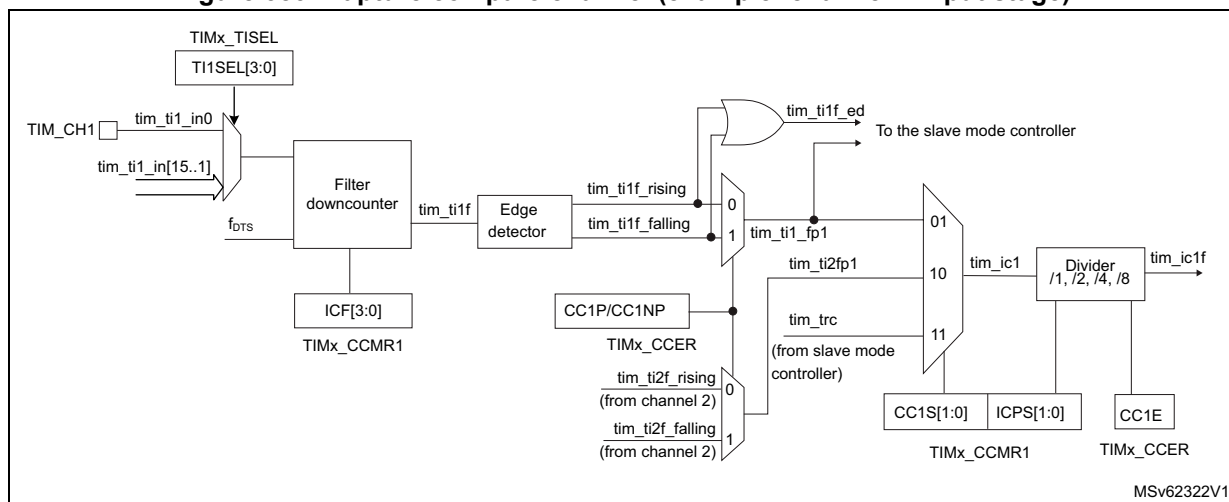 TIMx_TISEL
TI1SEL[3:0]
TIM_CH1
tim_ti1_in0
tim_ti1_in[15..1]
fDTS
Filter
downcounter
ICF[3:0]
TIMx_CCMR1
tim_ti1f
Edge
detector
tim_ti1f_rising
tim_ti1f_falling
tim_ti1f_ed
To the slave mode controller
0
1
tim_ti1_fp1
CC1P/CC1NP
TIMx_CCER
tim_ti2f_rising
(from channel 2)
tim_ti2f_falling
(from channel 2)
0
1
tim_ti2fp1
tim_trc
(from slave mode
controller)
01
10
11
tim_ic1
Divider
/1, /2, /4, /8
tim_ic1f
CC1S[1:0]
ICPS[1:0]
TIMx_CCMR1
CC1E
TIMx_CCER
MSv62322V1